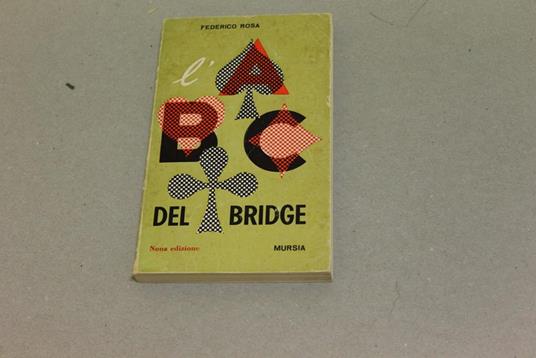 FEDERICO ROSA
l'A
B C
DEL BRIDGE
Nona edizione MURSIA